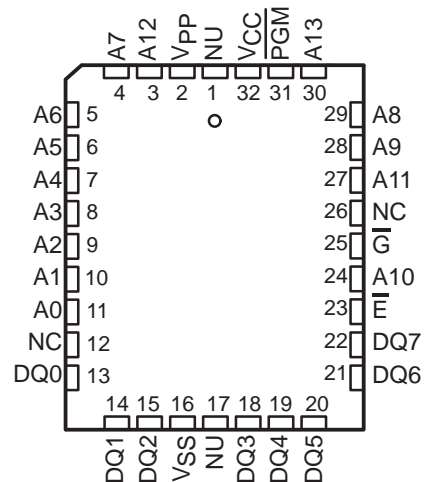 A7 A12 VPP NU VCC P̅G̅M̅ A13
4 3 2 1 32 31 30
A6 5 29 A8
A5 6 28 A9
A4 7 27 A11
A3 8 26 NC
A2 9 25 G̅
A1 10 24 A10
A0 11 23 E̅
NC 12 22 DQ7
DQ0 13 21 DQ6
14 15 16 17 18 19 20
DQ1 DQ2 VSS NU DQ3 DQ4 DQ5